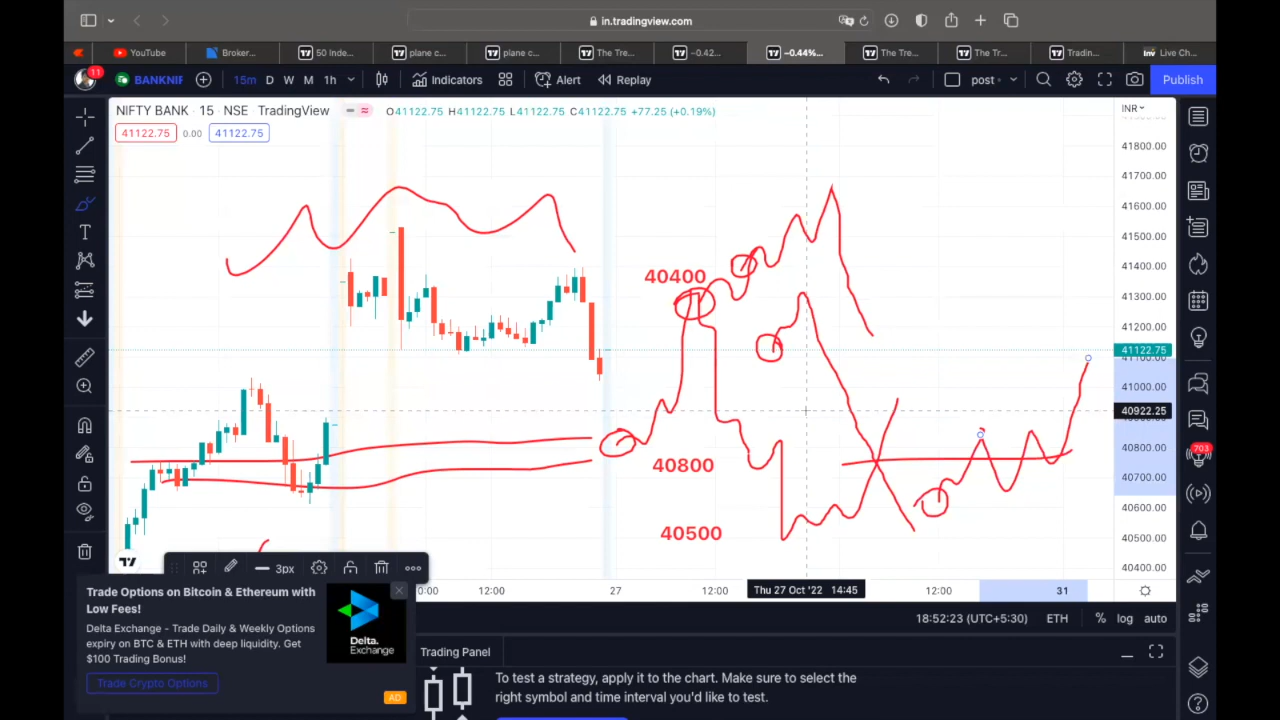 in.tradingview.com
YouTube
Broker...
50 Inde...
plane c...
plane c...
The Tre...
−0.42...
−0.44%...
The Tre...
The Tr...
Tradin...
Inv Live Ch...
11
BANKNIF
15m D W M 1h
Indicators
Alert
Replay
post
Publish
NIFTY BANK · 15 · NSE TradingView
O41122.75 H41122.75 L41122.75 C41122.75 +77.25 (+0.19%)
INR
41122.75 0.00 41122.75
41800.00
41700.00
41600.00
41500.00
41400.00
41300.00
41200.00
41122.75
41100.00
41000.00
40922.25
40800.00
40700.00
40600.00
40500.00
40400.00
40400
40800
40500
703
3px
12:00
27
12:00
Thu 27 Oct '22 14:45
12:00
31
18:52:23 (UTC+5:30) ETH % log auto
Trade Options on Bitcoin & Ethereum with
Low Fees!
Delta Exchange - Trade Daily & Weekly Options
expiry on BTC & ETH with deep liquidity. Get
$100 Trading Bonus!
Trade Crypto Options
Delta.
Exchange
AD
Trading Panel
To test a strategy, apply it to the chart. Make sure to select the
right symbol and time interval you'd like to test.